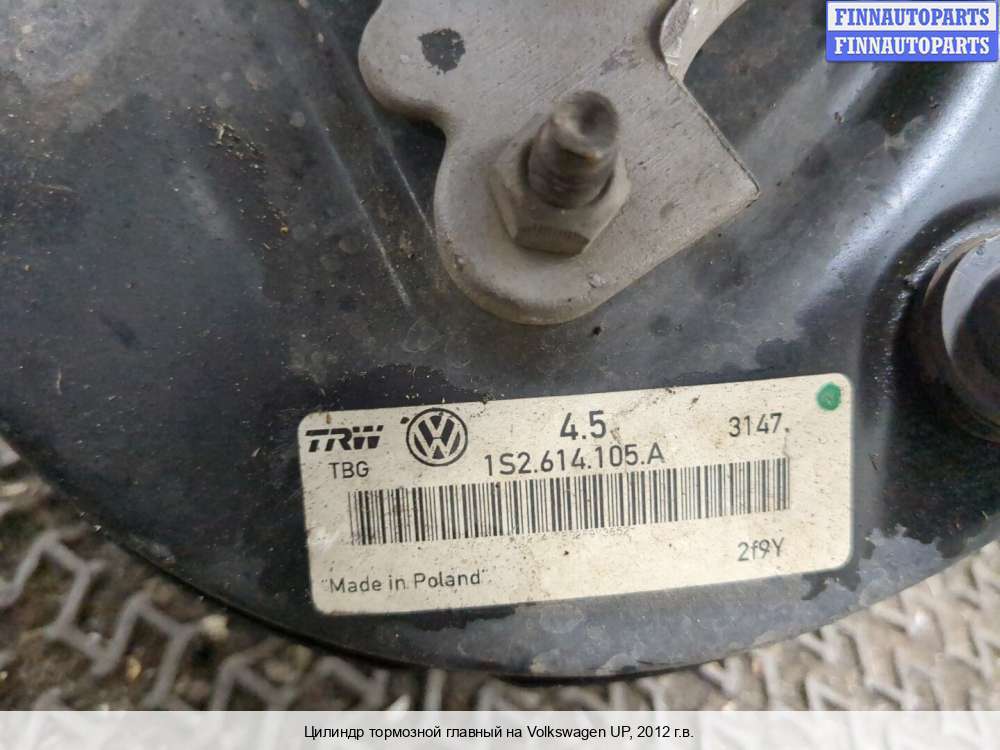 FINNAUTOPARTS
FINNAUTOPARTS
TRW
TBG
4.5
3147.
1S2.614.105.A
2f9Y
"Made in Poland"
Цилиндр тормозной главный на Volkswagen UP, 2012 г.в.